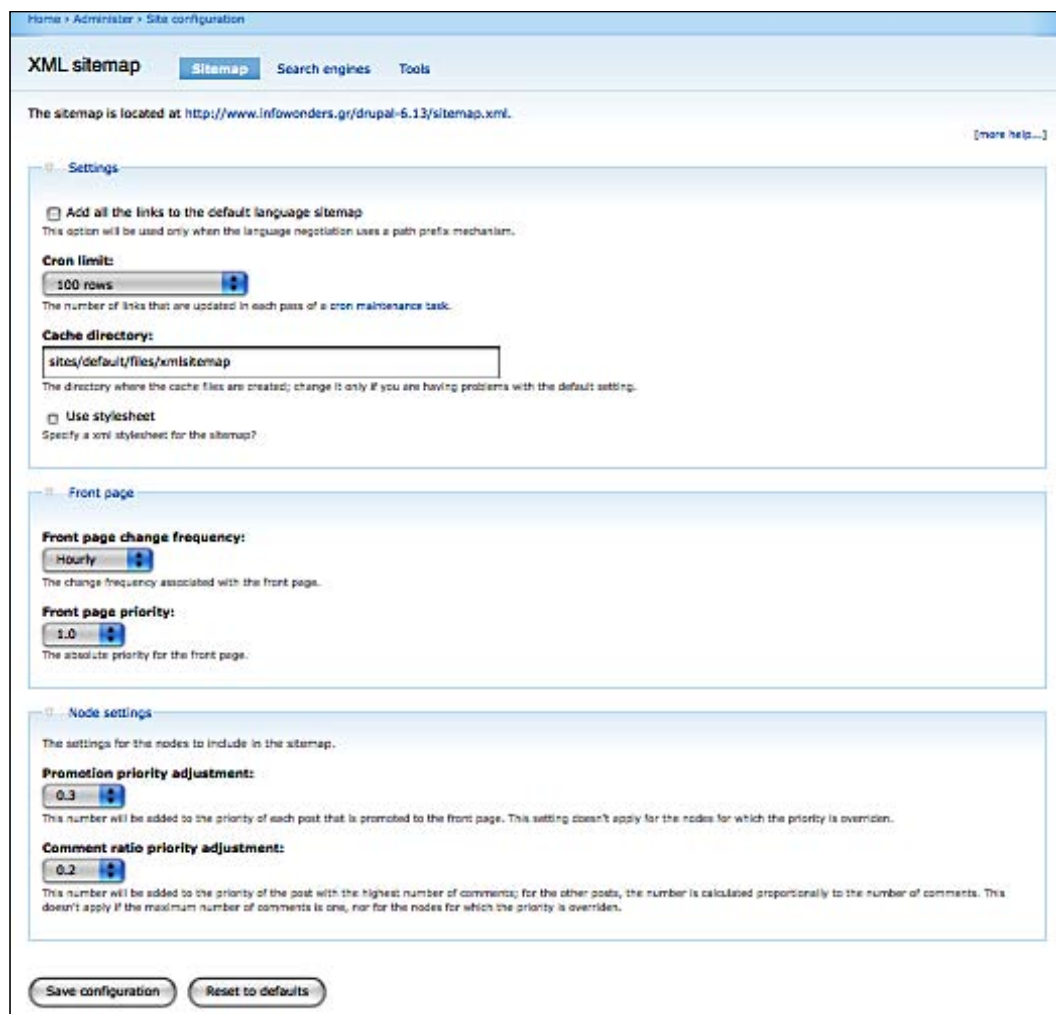 Home › Administer › Site configuration
XML sitemap Sitemap Search engines Tools
The sitemap is located at http://www.infowonders.gr/drupal-6.13/sitemap.xml.
[more help...]
Settings
Add all the links to the default language sitemap
This option will be used only when the language negotiation uses a path prefix mechanism.
Cron limit:
100 rows
The number of links that are updated in each pass of a cron maintenance task.
Cache directory:
sites/default/files/xmlsitemap
The directory where the cache files are created; change it only if you are having problems with the default setting.
Use stylesheet
Specify a xml stylesheet for the sitemap?
Front page
Front page change frequency:
Hourly
The change frequency associated with the front page.
Front page priority:
1.0
The absolute priority for the front page.
Node settings
The settings for the nodes to include in the sitemap.
Promotion priority adjustment:
0.3
This number will be added to the priority of each post that is promoted to the front page. This setting doesn't apply for the nodes for which the priority is overriden.
Comment ratio priority adjustment:
0.2
This number will be added to the priority of the post with the highest number of comments; for the other posts, the number is calculated proportionally to the number of comments. This
doesn't apply if the maximum number of comments is one, nor for the nodes for which the priority is overriden.
Save configuration Reset to defaults